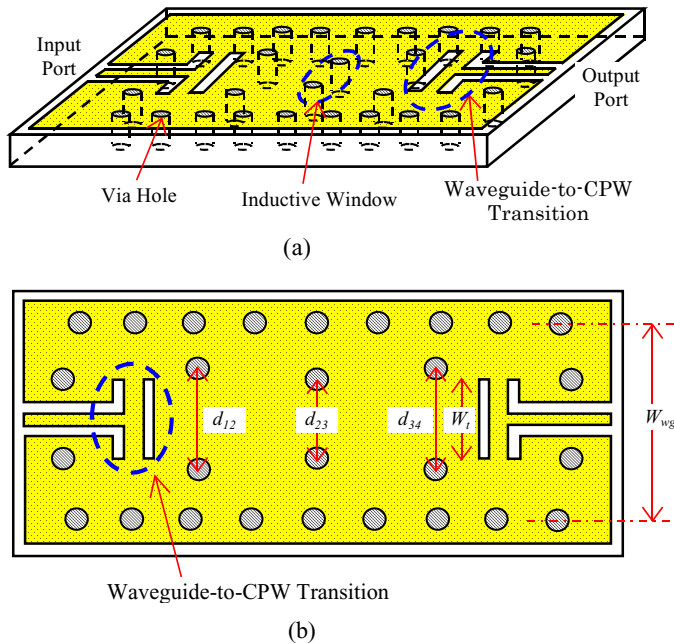 Input
Port
Output
Port
Via Hole
Inductive Window
Waveguide-to-CPW
Transition
(a)
d12
d23
d34
Wt
Wwg
Waveguide-to-CPW Transition
(b)